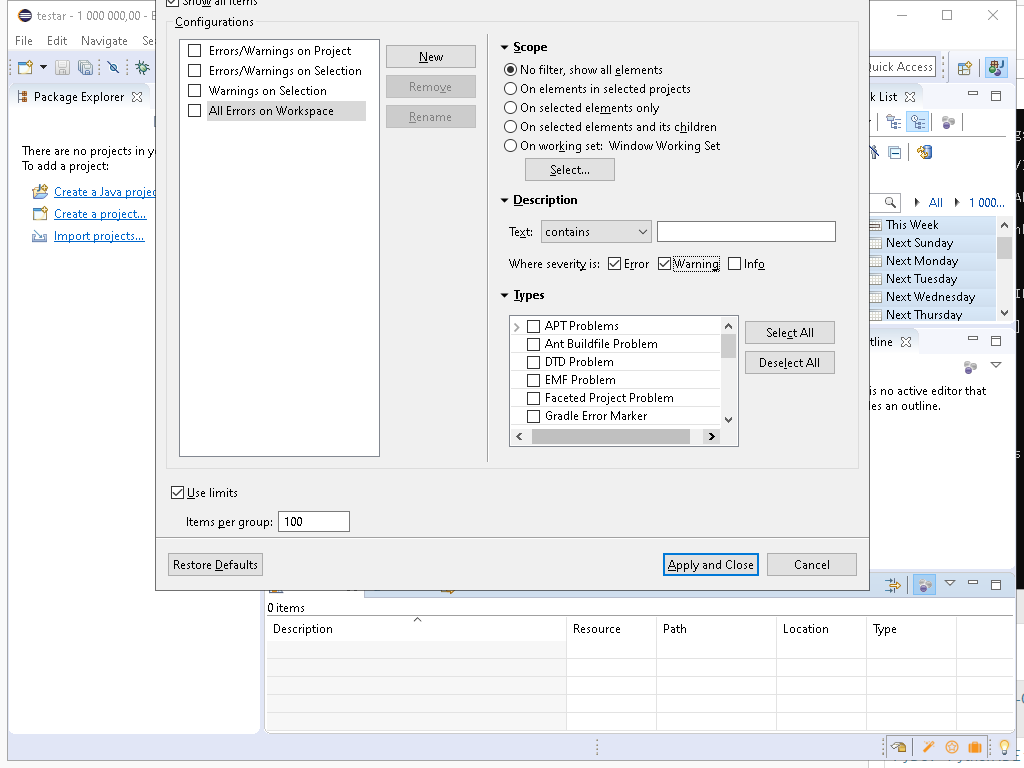 testar - 1 000 000,00 - E
Show all items
File Edit Navigate Se
Configurations
Errors/Warnings on Project
Errors/Warnings on Selection
Warnings on Selection
All Errors on Workspace
New
Remove
Rename
Scope
No filter, show all elements
On elements in selected projects
On selected elements only
On selected elements and its children
On working set: Window Working Set
Select...
Description
Text: contains
Where severity is: Error Warning Info
Types
APT Problems
Ant Buildfile Problem
DTD Problem
EMF Problem
Faceted Project Problem
Gradle Error Marker
Select All
Deselect All
Use limits
Items per group: 100
Restore Defaults
Apply and Close
Cancel
Package Explorer
There are no projects in y
To add a project:
Create a Java projec
Create a project...
Import projects...
Quick Access
k List
All 1 000...
This Week
Next Sunday
Next Monday
Next Tuesday
Next Wednesday
Next Thursday
tline
is no active editor that
des an outline.
0 items
Description Resource Path Location Type